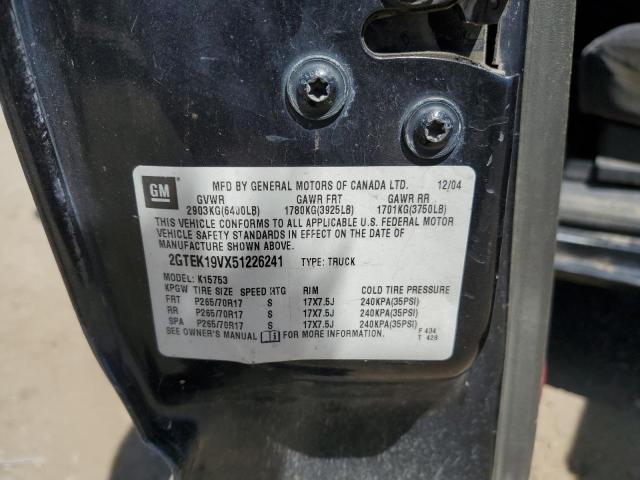 GM
MFD BY GENERAL MOTORS OF CANADA LTD. 12/04
GVWR GAWR FRT GAWR RR
2903KG(6400LB) 1780KG(3925LB) 1701KG(3750LB)
THIS VEHICLE CONFORMS TO ALL APPLICABLE U.S. FEDERAL MOTOR
VEHICLE SAFETY STANDARDS IN EFFECT ON THE DATE OF
MANUFACTURE SHOWN ABOVE.
2GTEK19VX51226241 TYPE: TRUCK
MODEL: K15753
KPGW TIRE SIZE SPEED RTG RIM COLD TIRE PRESSURE
FRT P265/70R17 S 17X7.5J 240KPA(35PSI)
RR P265/70R17 S 17X7.5J 240KPA(35PSI)
SPA P265/70R17 S 17X7.5J 240KPA(35PSI)
SEE OWNER'S MANUAL i FOR MORE INFORMATION. F 434
T 429